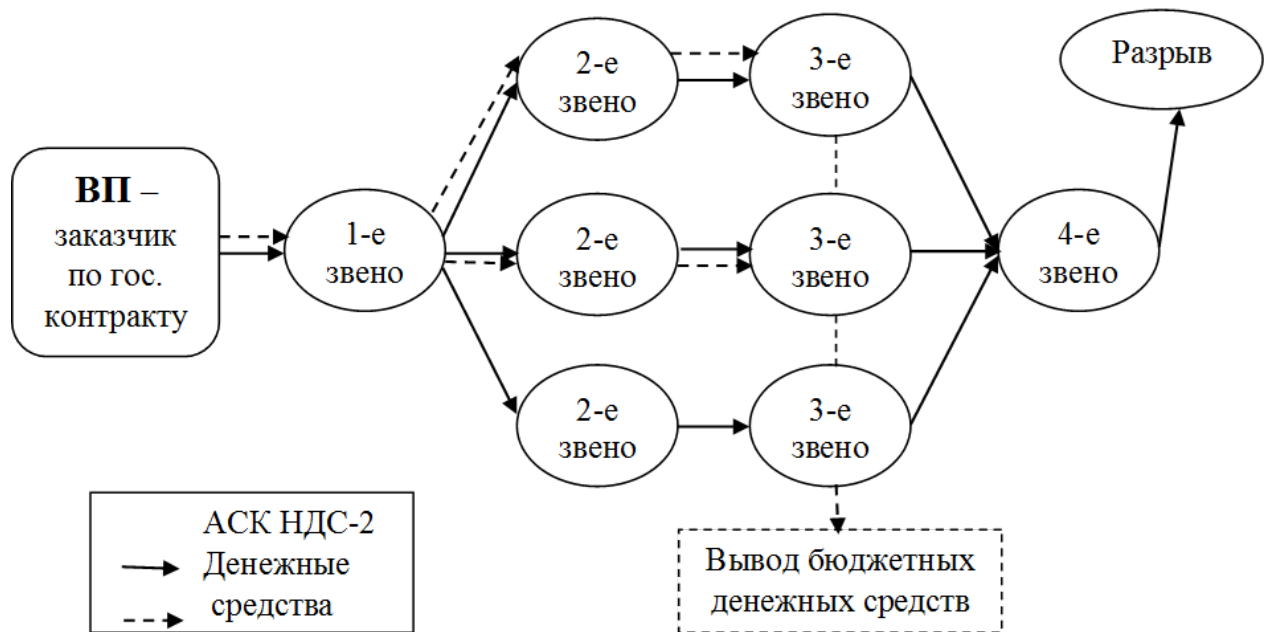 ВП –
заказчик
по гос.
контракту
1-е
звено
2-е
звено
2-е
звено
2-е
звено
3-е
звено
3-е
звено
3-е
звено
4-е
звено
Разрыв
АСК НДС-2
Денежные
средства
Вывод бюджетных
денежных средств